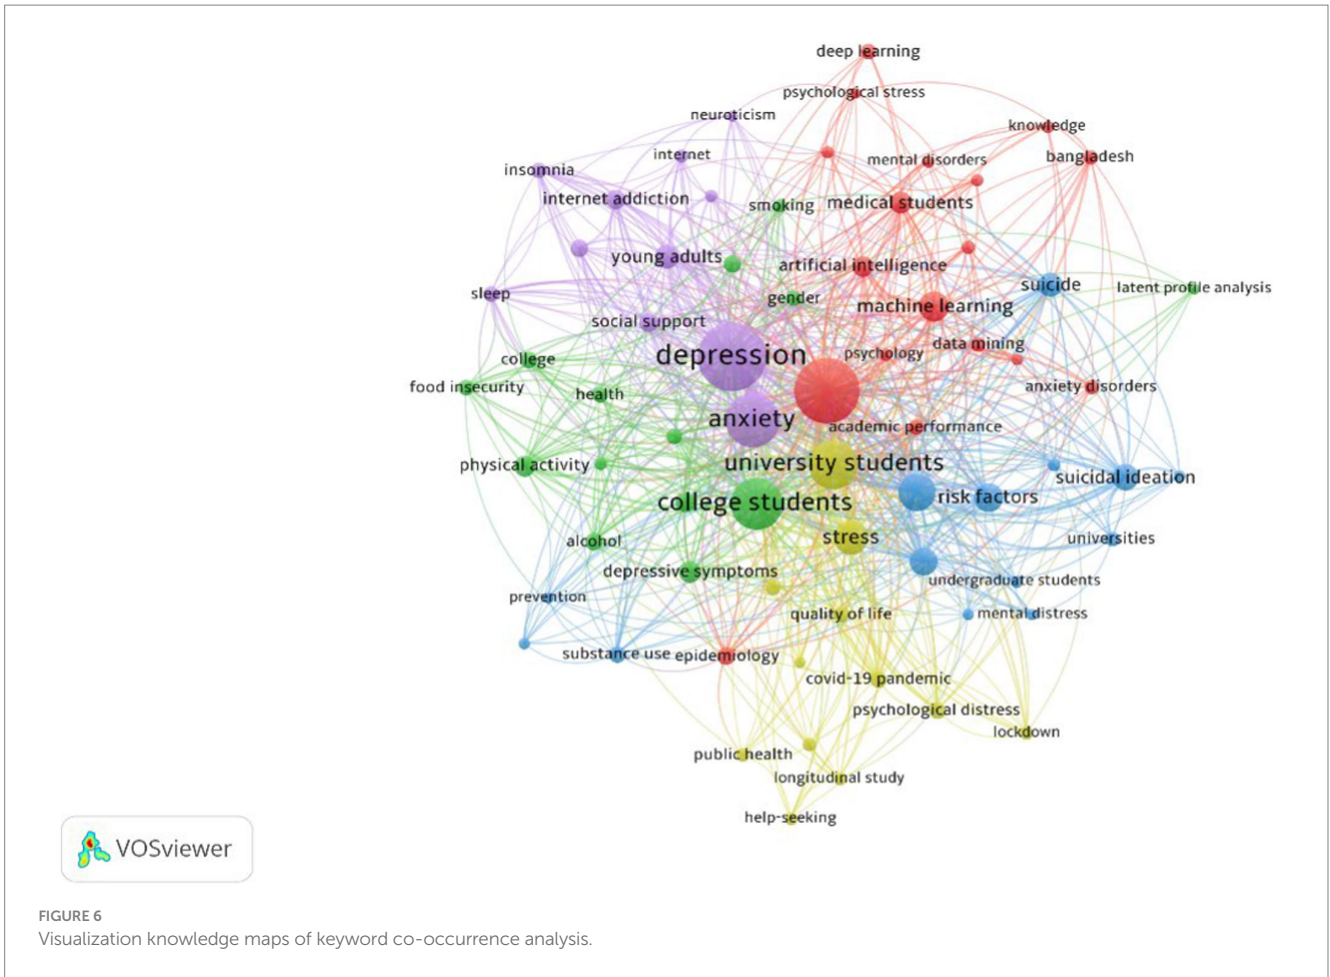 deep learning
psychological stress
neuroticism
knowledge
internet
mental disorders
bangladesh
insomnia
internet addiction
smoking
medical students
young adults
artificial intelligence
suicide
latent profile analysis
sleep
gender
machine learning
social support
data mining
depression
psychology
college
food insecurity
health
anxiety disorders
anxiety
academic performance
physical activity
university students
suicidal ideation
college students
risk factors
alcohol
stress
universities
depressive symptoms
undergraduate students
prevention
quality of life
mental distress
substance use
epidemiology
covid-19 pandemic
psychological distress
lockdown
public health
longitudinal study
help-seeking
VOSviewer
FIGURE 6
Visualization knowledge maps of keyword co-occurrence analysis.